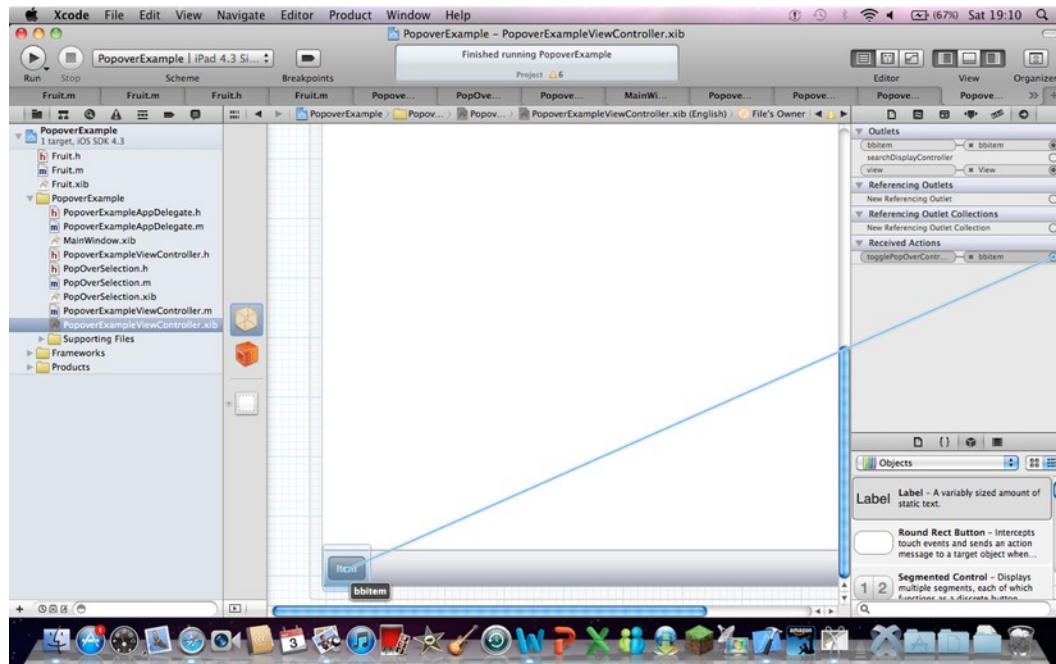 Xcode File Edit View Navigate Editor Product Window Help (67%) Sat 19:10
PopoverExample – PopoverExampleViewController.xib
PopoverExample | iPad 4.3 Si...
Finished running PopoverExample
Project 6
Run Stop Scheme Breakpoints Editor View Organizer
Fruit.m Fruit.m Fruit.h Fruit.m Popove... PopOve... Popove... MainWi... Popove... Popove... Popove... Popove...
PopoverExample Popov... Popov... PopoverExampleViewController.xib (English) File's Owner
PopoverExample
1 target, iOS SDK 4.3
Fruit.h
Fruit.m
Fruit.xib
PopoverExample
PopoverExampleAppDelegate.h
PopoverExampleAppDelegate.m
MainWindow.xib
PopoverExampleViewController.h
PopOverSelection.h
PopOverSelection.m
PopOverSelection.xib
PopoverExampleViewController.m
PopoverExampleViewController.xib
Supporting Files
Frameworks
Products
Item
bbitem
Outlets
bbitem bbitem
searchDisplayController
view View
Referencing Outlets
New Referencing Outlet
Referencing Outlet Collections
New Referencing Outlet Collection
Received Actions
togglePopOverContr... bbitem
Objects
Label
Label – A variably sized amount of
static text.
Round Rect Button – Intercepts
touch events and sends an action
message to a target object when...
1 2
Segmented Control – Displays
multiple segments, each of which
functions as a discrete button